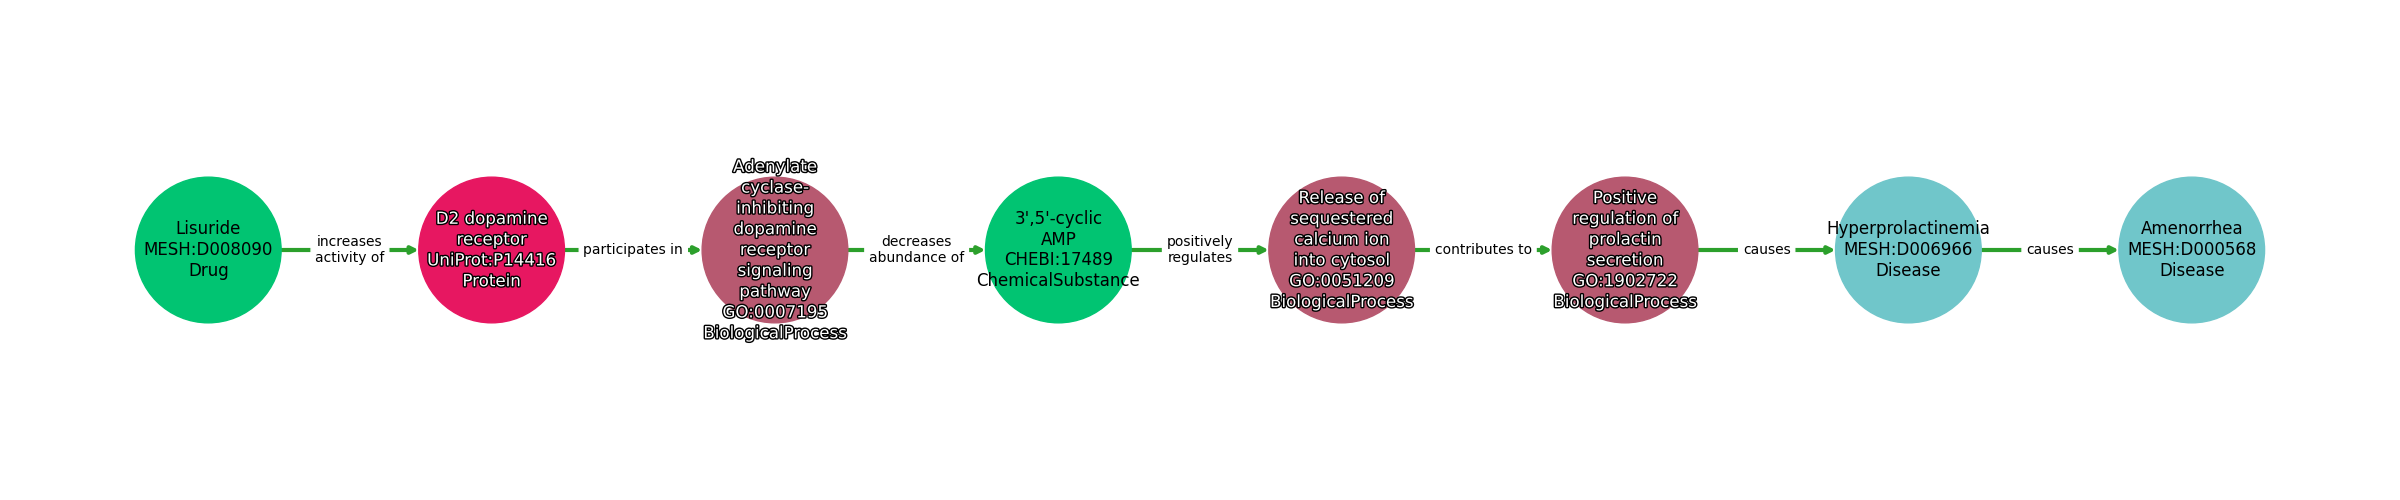 Lisuride
MESH:D008090
Drug
increases
activity of
D2 dopamine
receptor
UniProt:P14416
Protein
participates in
Adenylate
cyclase-
inhibiting
dopamine
receptor
signaling
pathway
GO:0007195
BiologicalProcess
decreases
abundance of
3',5'-cyclic
AMP
CHEBI:17489
ChemicalSubstance
positively
regulates
Release of
sequestered
calcium ion
into cytosol
GO:0051209
BiologicalProcess
contributes to
Positive
regulation of
prolactin
secretion
GO:1902722
BiologicalProcess
causes
Hyperprolactinemia
MESH:D006966
Disease
causes
Amenorrhea
MESH:D000568
Disease